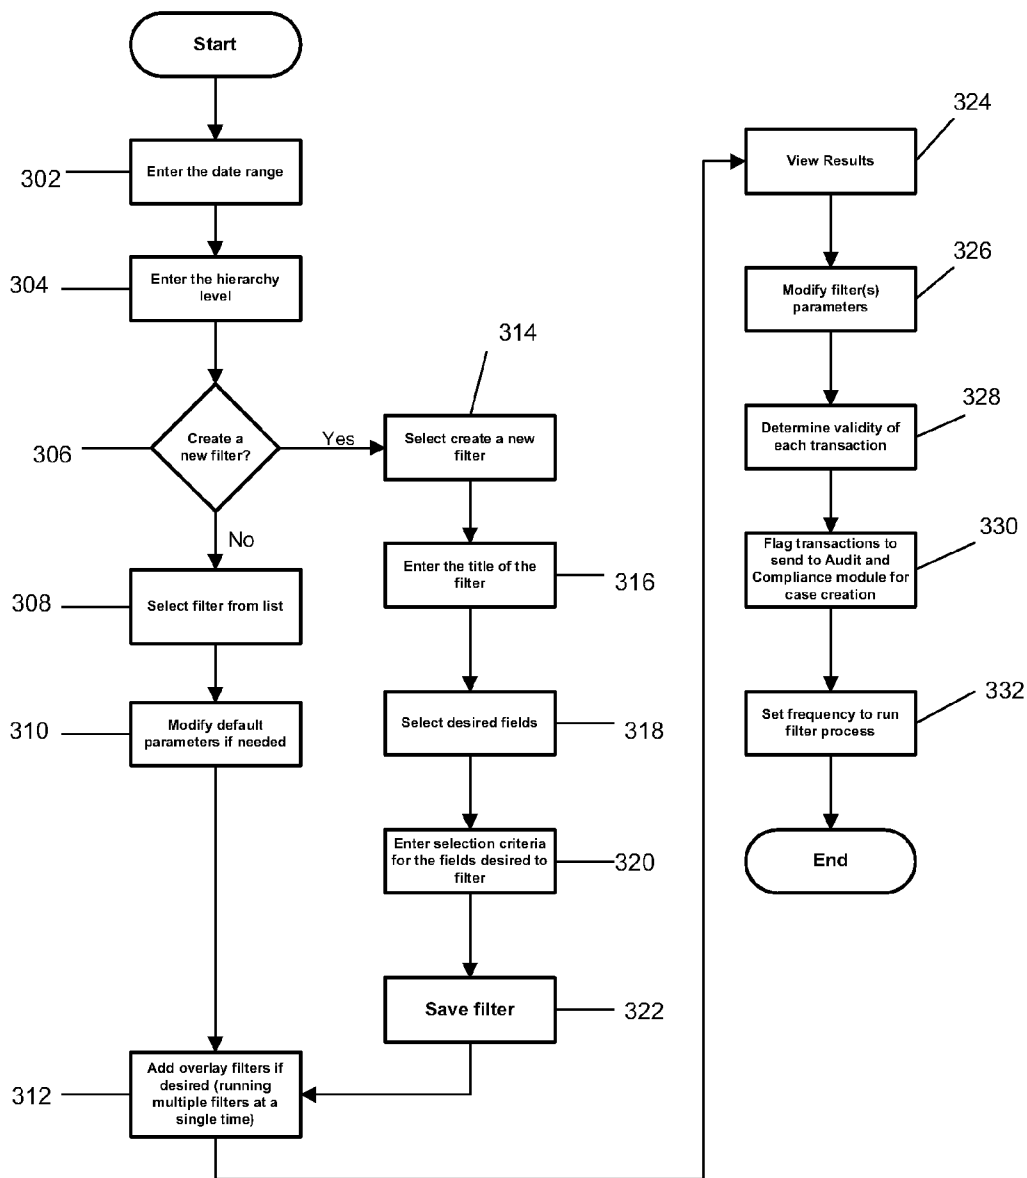 Start
302
Enter the date range
304
Enter the hierarchy
level
306
Create a
new filter?
Yes
No
308
Select filter from list
310
Modify default
parameters if needed
312
Add overlay filters if
desired (running
multiple filters at a
single time)
314
Select create a new
filter
Enter the title of the
filter
316
Select desired fields
318
Enter selection criteria
for the fields desired to
filter
320
Save filter
322
324
View Results
326
Modify filter(s)
parameters
328
Determine validity of
each transaction
330
Flag transactions to
send to Audit and
Compliance module for
case creation
332
Set frequency to run
filter process
End